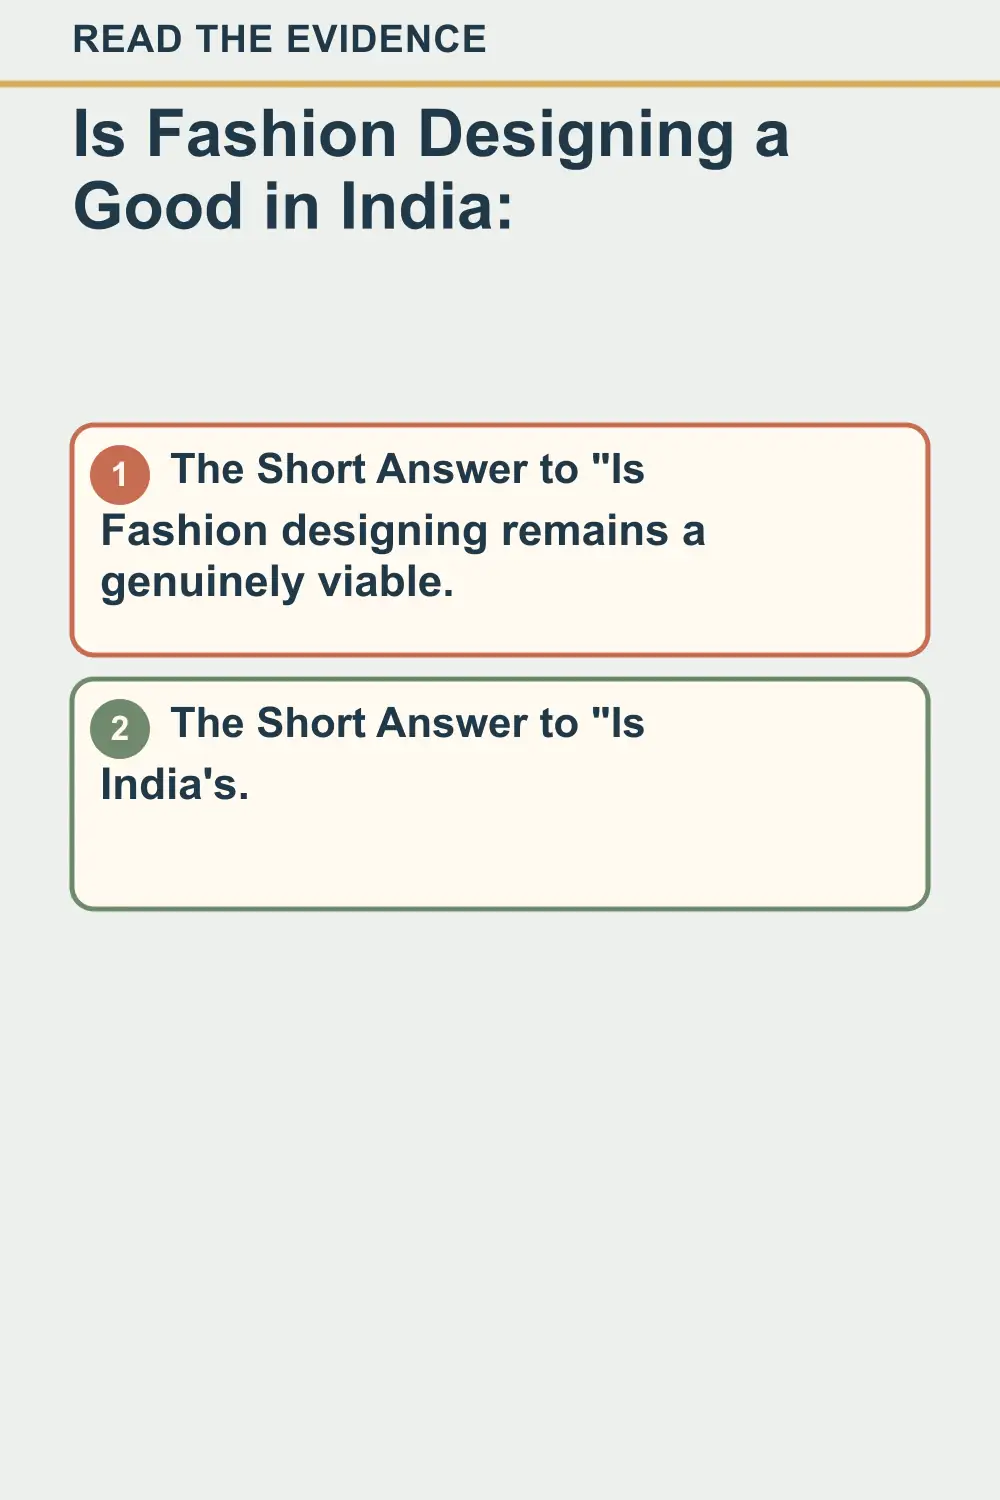 READ THE EVIDENCE
Is Fashion Designing a
Good in India:
1 The Short Answer to "Is
Fashion designing remains a
genuinely viable.
2 The Short Answer to "Is
India's.